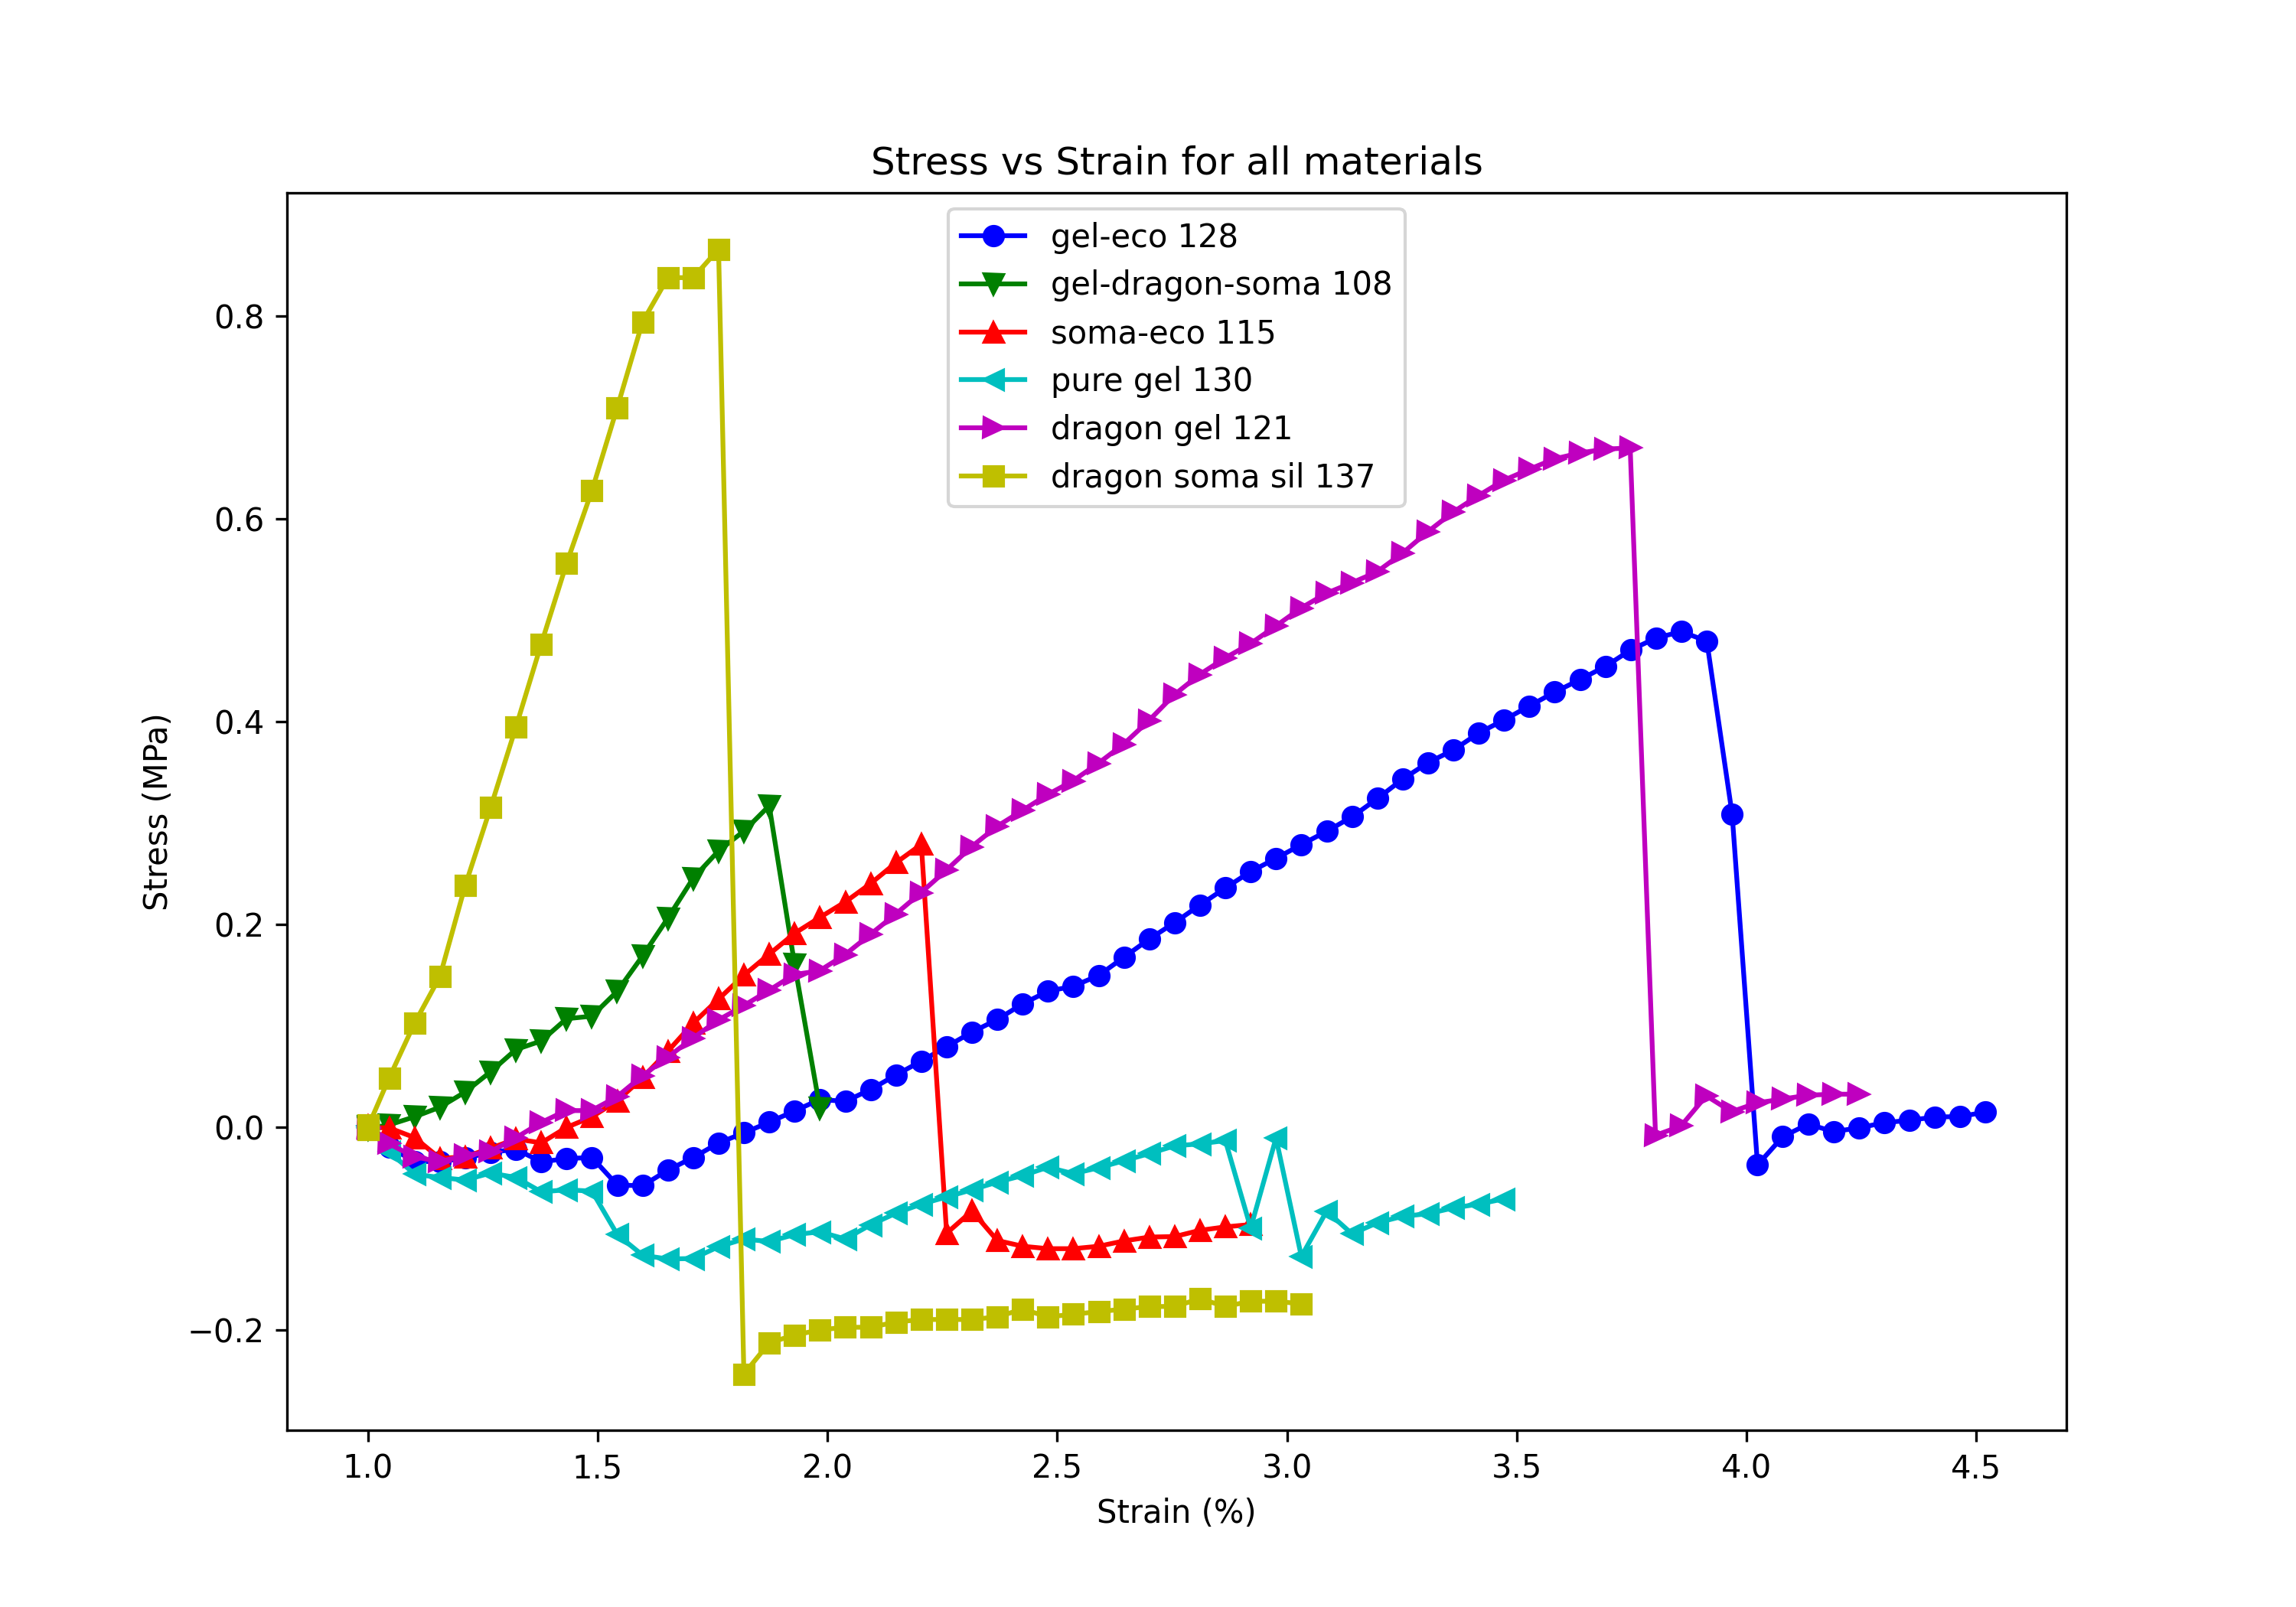 Stress vs Strain for all materials
gel-eco 128
gel-dragon-soma 108
soma-eco 115
pure gel 130
dragon gel 121
dragon soma sil 137
0.8
0.6
0.4
0.2
0.0
−0.2
Stress (MPa)
1.0 1.5 2.0 2.5 3.0 3.5 4.0 4.5
Strain (%)